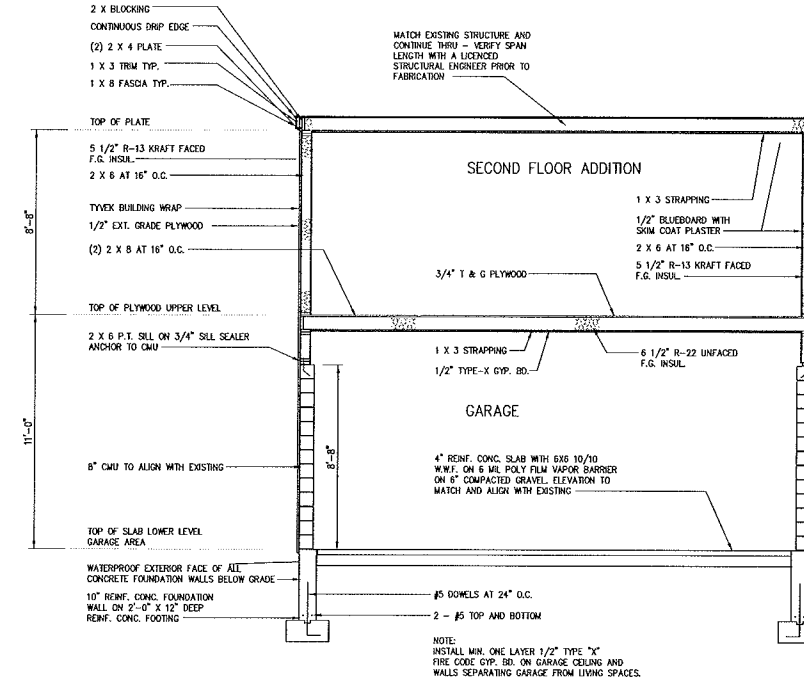 2 X BLOCKING
CONTINUOUS DRIP EDGE
(2) 2 X 4 PLATE
1 X 3 TRIM TYP.
1 X 8 FASCIA TYP.
TOP OF PLATE
5 1/2" R-13 KRAFT FACED
F.G. INSUL.
2 X 6 AT 16" O.C.
TYVEK BUILDING WRAP
1/2" EXT. GRADE PLYWOOD
(2) 2 X 8 AT 16" O.C.
8'-8"
TOP OF PLYWOOD UPPER LEVEL
2 X 6 P.T. SILL ON 3/4" SILL SEALER
ANCHOR TO CMU
11'-0"
8" CMU TO ALIGN WITH EXISTING
TOP OF SLAB LOWER LEVEL
GARAGE AREA
WATERPROOF EXTERIOR FACE OF ALL
CONCRETE FOUNDATION WALLS BELOW GRADE
10" REINF. CONC. FOUNDATION
WALL ON 2'-0" X 12" DEEP
REINF. CONC. FOOTING
MATCH EXISTING STRUCTURE AND
CONTINUE THRU - VERIFY SPAN
LENGTH WITH A LICENCED
STRUCTURAL ENGINEER PRIOR TO
FABRICATION
SECOND FLOOR ADDITION
1 X 3 STRAPPING
1/2" BLUEBOARD WITH
SKIM COAT PLASTER
2 X 6 AT 16" O.C.
5 1/2" R-13 KRAFT FACED
F.G. INSUL.
3/4" T & G PLYWOOD
1 X 3 STRAPPING
1/2" TYPE-X GYP. BD.
6 1/2" R-22 UNFACED
F.G. INSUL.
GARAGE
8'-8"
4" REINF. CONC. SLAB WITH 6X6 10/10
W.W.F. ON 6 MIL POLY FILM VAPOR BARRIER
ON 6" COMPACTED GRAVEL. ELEVATION TO
MATCH AND ALIGN WITH EXISTING
#5 DOWELS AT 24" O.C.
2 - #5 TOP AND BOTTOM
NOTE:
INSTALL MIN. ONE LAYER 1/2" TYPE "X"
FIRE CODE GYP. BD. ON GARAGE CEILING AND
WALLS SEPARATING GARAGE FROM LIVING SPACES.